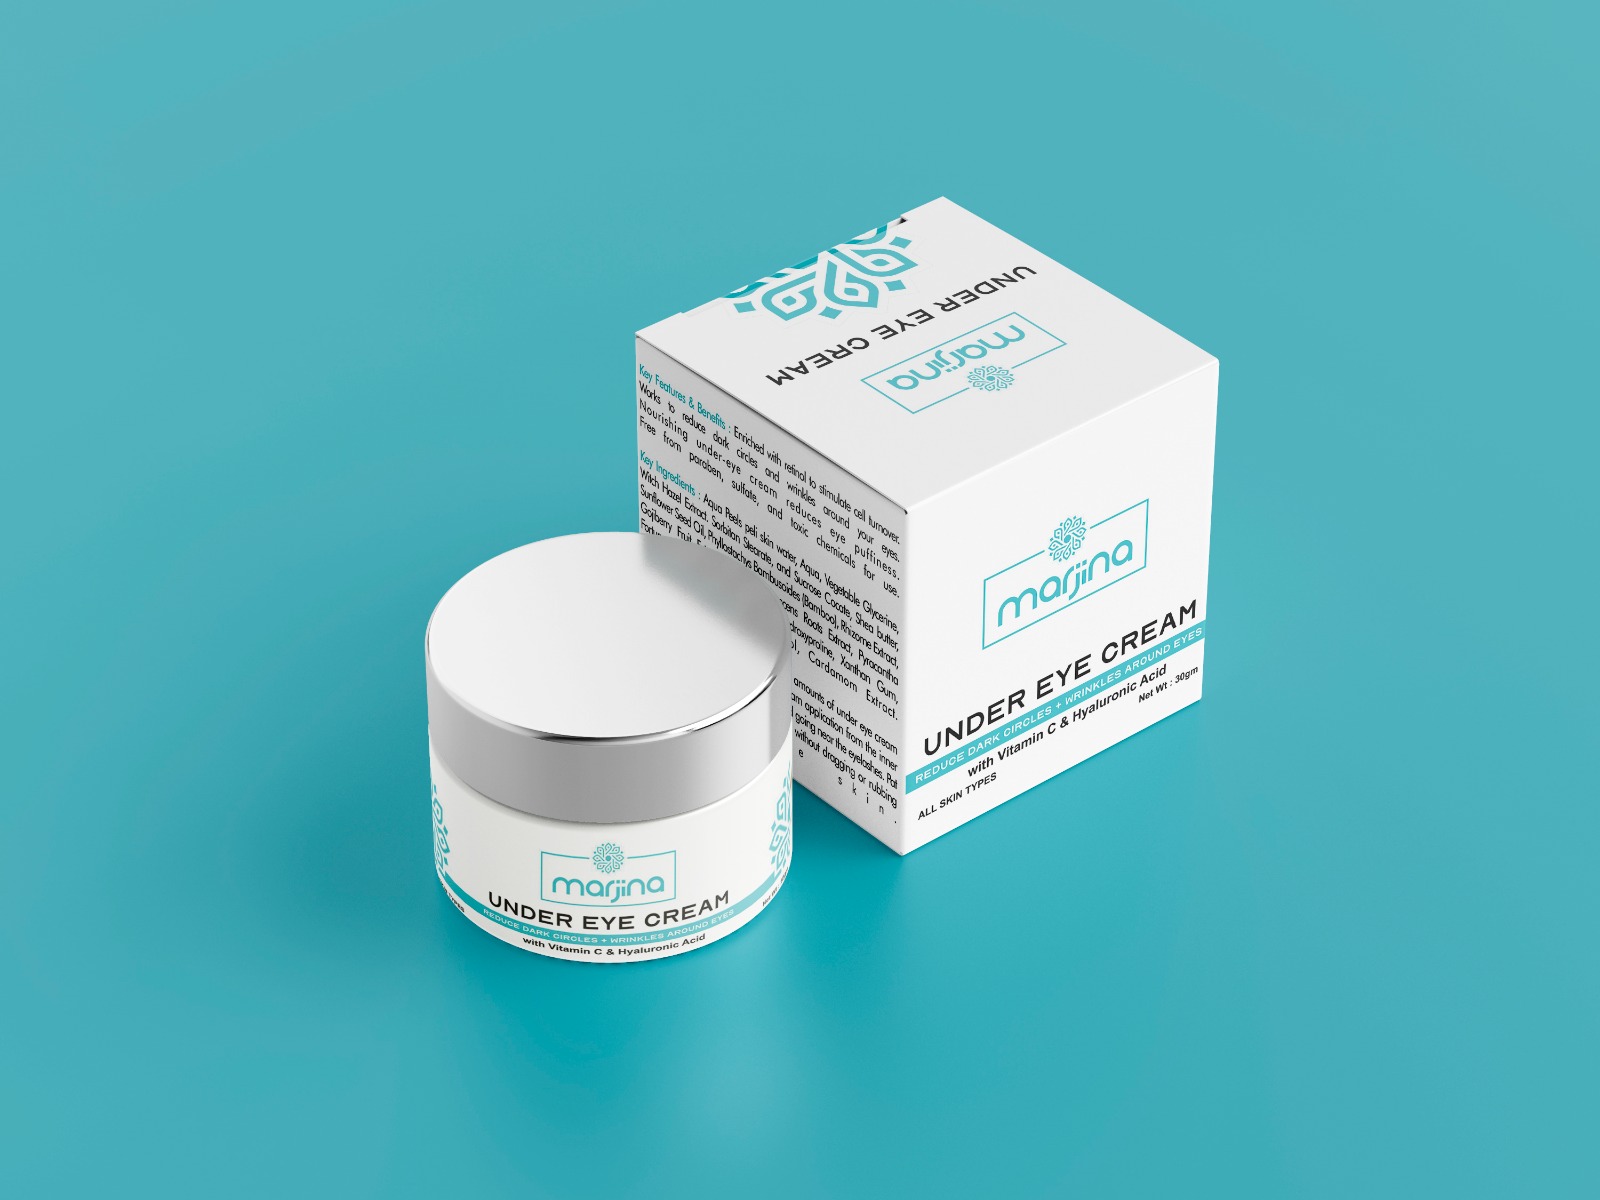 UNDER EYE CREAM
marjina
Key Features & Benefits : Enriched with retinol to stimulate cell turnover.
Works to reduce dark circles and wrinkles around your eyes.
Nourishing under-eye cream reduces eye puffiness.
Free from paraben, sulfate, and toxic chemicals for use.
Key Ingredients : Aqua Peels peli skin water, Aqua, Vegetable Glycerine,
Witch Hazel Extract, Sorbitan Stearate, and Sucrose Cocate, Shea butter,
Sunflower Seed Oil, Phyllostachys Bambusoides (Bamboo), Rhizome Extract,
Gojiberry Fruit Roots Extract, Pyracantha
Xanthan Gum,
Cardamom Extract.
amounts of under eye cream
application from the inner
going near the eyelashes. Pat
without dragging or rubbing
e s k i n .
marjina
UNDER EYE CREAM
REDUCE DARK CIRCLES + WRINKLES AROUND EYES
with Vitamin C & Hyaluronic Acid
Net Wt : 30gm
ALL SKIN TYPES
marjina
UNDER EYE CREAM
REDUCE DARK CIRCLES + WRINKLES AROUND EYES
with Vitamin C & Hyaluronic Acid